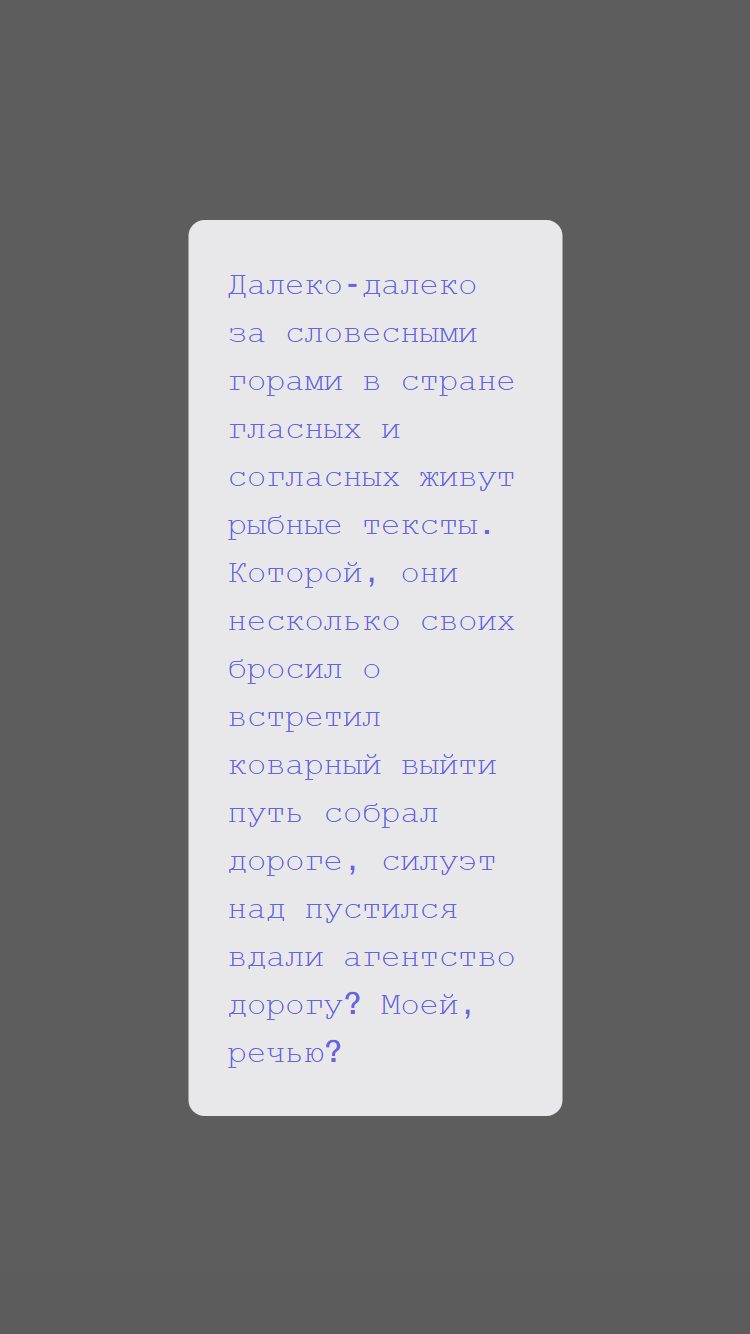 Далеко-далеко
за словесными
горами в стране
гласных и
согласных живут
рыбные тексты.
Которой, они
несколько своих
бросил о
встретил
коварный выйти
путь собрал
дороге, силуэт
над пустился
вдали агентство
дорогу? Моей,
речью?